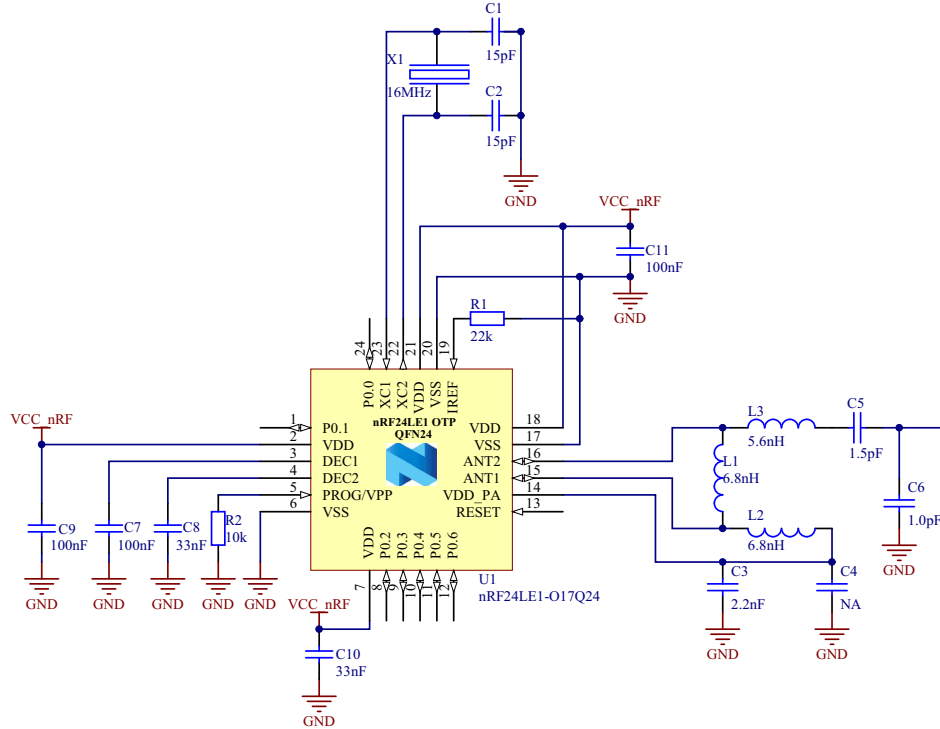 C1
15pF
X1
16MHz
C2
15pF
GND
VCC_nRF
C11
100nF
GND
R1
22k
24
23
22
21
20
19
P0.0
XC1
XC2
VDD
VSS
IREF
nRF24LE1 OTP
QFN24
VCC_nRF
1
P0.1
2
VDD
3
DEC1
4
DEC2
5
PROG/VPP
6
VSS
VDD 18
VSS 17
ANT2 16
ANT1 15
VDD_PA 14
RESET 13
VDD
P0.2
P0.3
P0.4
P0.5
P0.6
7
8
9
10
11
12
U1
nRF24LE1-O17Q24
C9
100nF
GND
C7
100nF
GND
C8
33nF
GND
R2
10k
GND
GND
VCC_nRF
C10
33nF
GND
L3
5.6nH
C5
1.5pF
L1
6.8nH
L2
6.8nH
C6
1.0pF
GND
C3
2.2nF
GND
C4
NA
GND